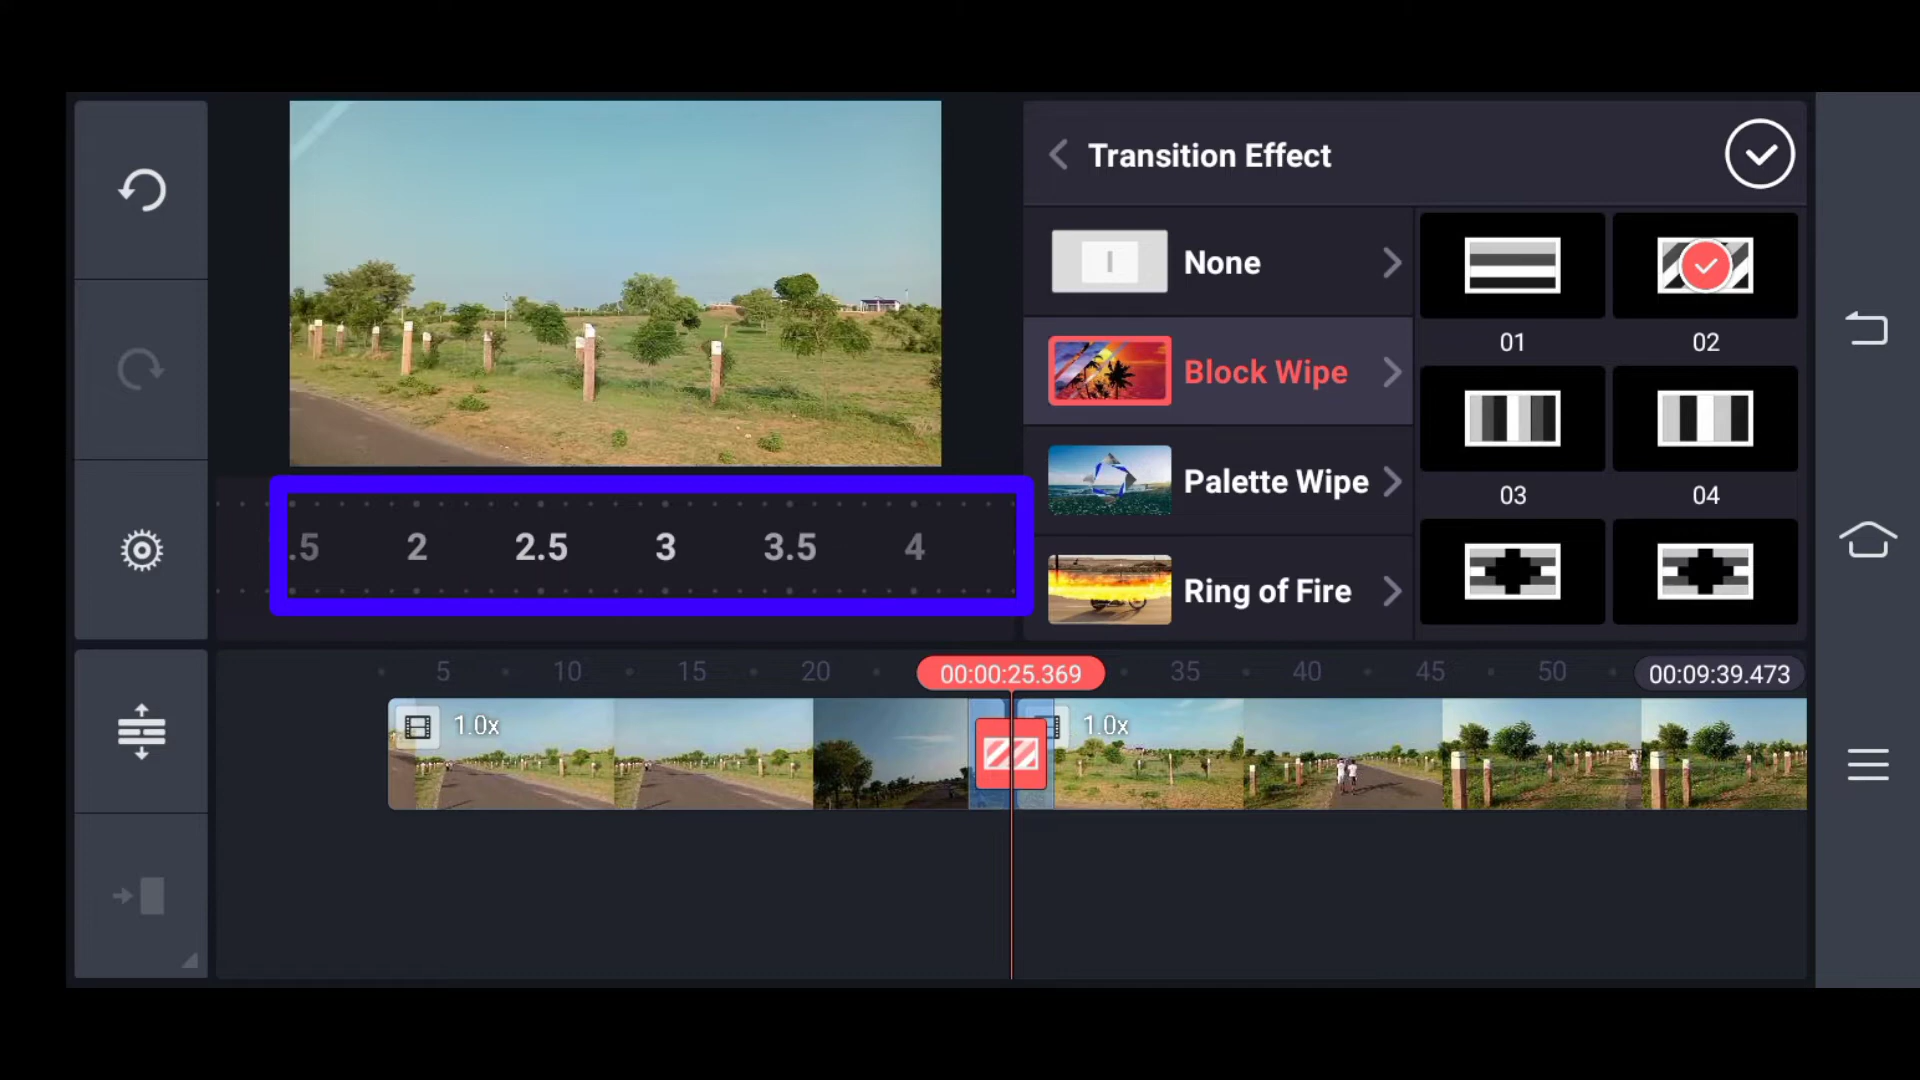 Transition Effect
None
Block Wipe
Palette Wipe
Ring of Fire
01
02
03
04
.5
2
2.5
3
3.5
4
5
10
15
20
00:00:25.369
35
40
45
50
00:09:39.473
1.0x
1.0x